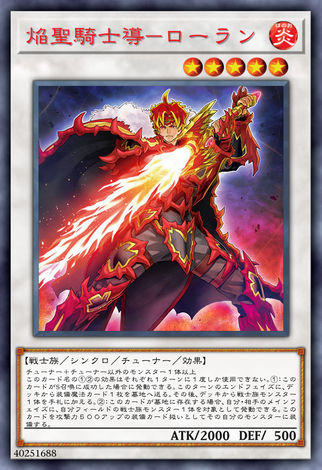 焔聖騎士導－ローラン
炎
ほのお
【戦士族／シンクロ／チューナー／効果】
チューナー＋チューナー以外のモンスター１体以上
このカード名の①②の効果はそれぞれ１ターンに１度しか使用できない。①：この
カードがＳ召喚に成功した場合に発動できる。このターンのエンドフェイズに、デ
ッキから装備魔法カード１枚を墓地へ送る。その後、デッキから戦士族モンスター
１体を手札に加える。②：このカードが墓地に存在する場合、自分・相手のメインフ
ェイズに、自分フィールドの戦士族モンスター１体を対象として発動できる。この
カードを攻撃力５００アップの装備カード扱いとしてその自分のモンスターに装
備する。
ATK/2000 DEF/ 500
40251688